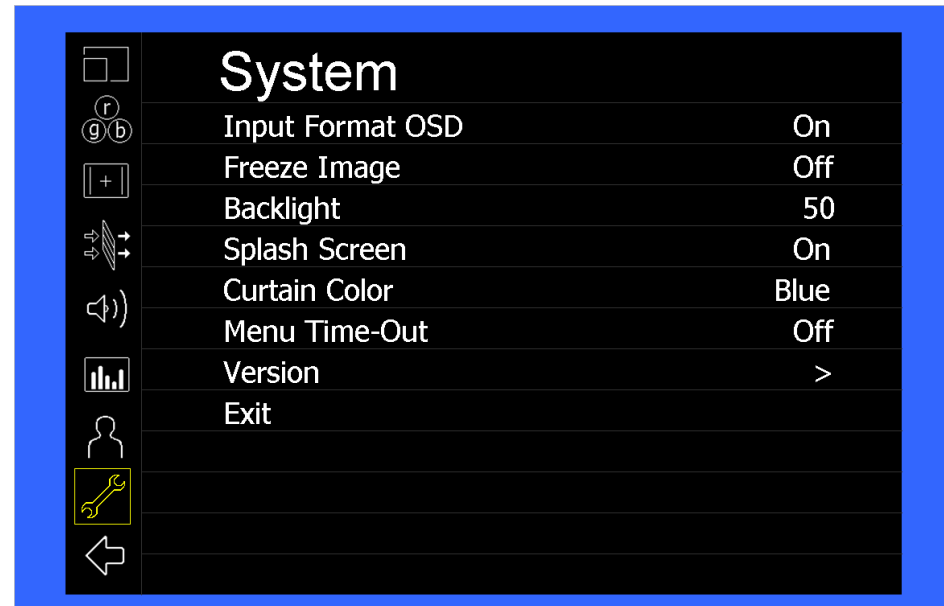 System
r
g b
Input Format OSD On
Freeze Image Off
Backlight 50
Splash Screen On
Curtain Color Blue
Menu Time-Out Off
Version >
Exit